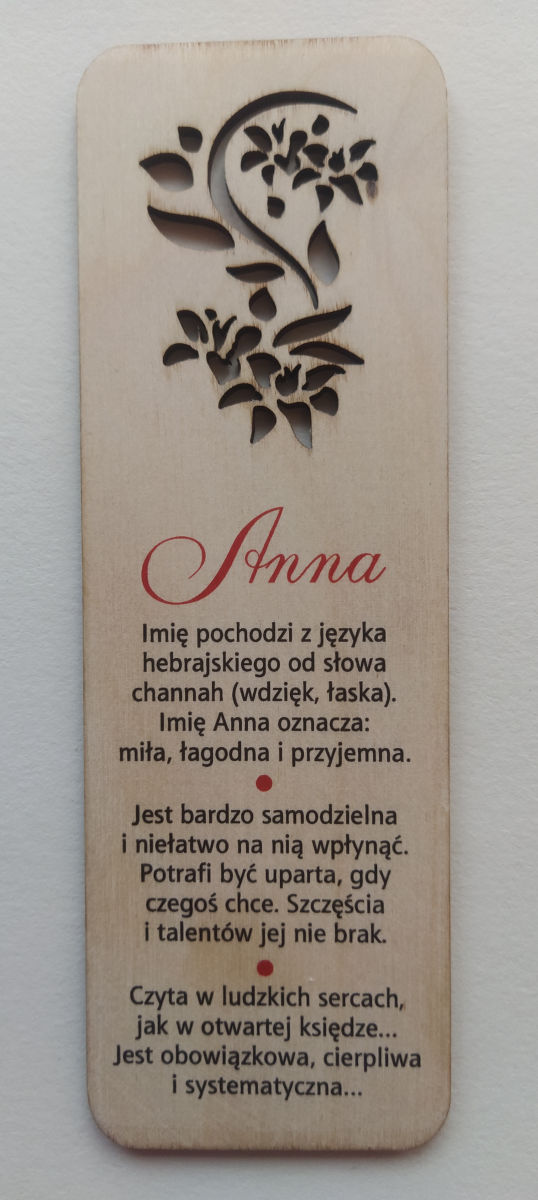 Anna
Imię pochodzi z języka
hebrajskiego od słowa
channah (wdzięk, łaska).
Imię Anna oznacza:
miła, łagodna i przyjemna.
Jest bardzo samodzielna
i niełatwo na nią wpłynąć.
Potrafi być uparta, gdy
czegoś chce. Szczęścia
i talentów jej nie brak.
Czyta w ludzkich sercach,
jak w otwartej księdze...
Jest obowiązkowa, cierpliwa
i systematyczna...